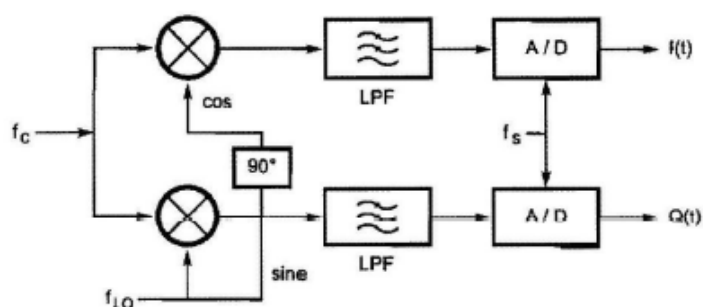 A / D
I(t)
LPF
cos
f_C
f_S
90°
A / D
Q(t)
LPF
sine
f_LO